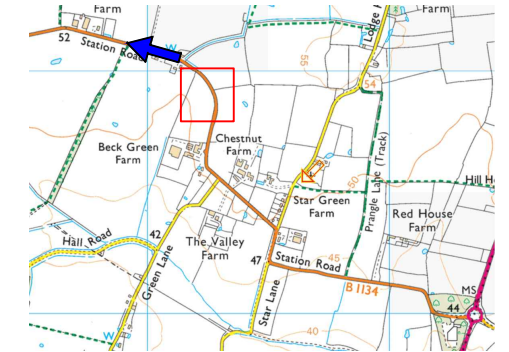 Farm
Farm
52
Station Road
W
Lodge
55
54
Chestnut
Farm
Beck Green
Farm
Prangle Lane (Track)
50
Hill H
Star Green
Farm
Red House
Farm
Hall Road
42
The Valley
Farm
Green Lane
47
Station Road
45
B 1134
MS
44
Star Lane
40
W